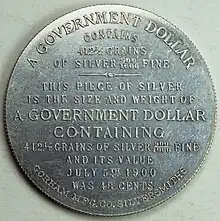 A GOVERNMENT DOLLAR
CONTAINS
412½ GRAINS
OF SILVER 900/1000 FINE
THIS PIECE OF SILVER
IS THE SIZE AND WEIGHT OF
A GOVERNMENT DOLLAR
CONTAINING
412½ GRAINS OF SILVER 900/1000 FINE
AND ITS VALUE
JULY 5TH 1900
WAS 48 CENTS.
GORHAM MFG. CO. SILVERSMITHS